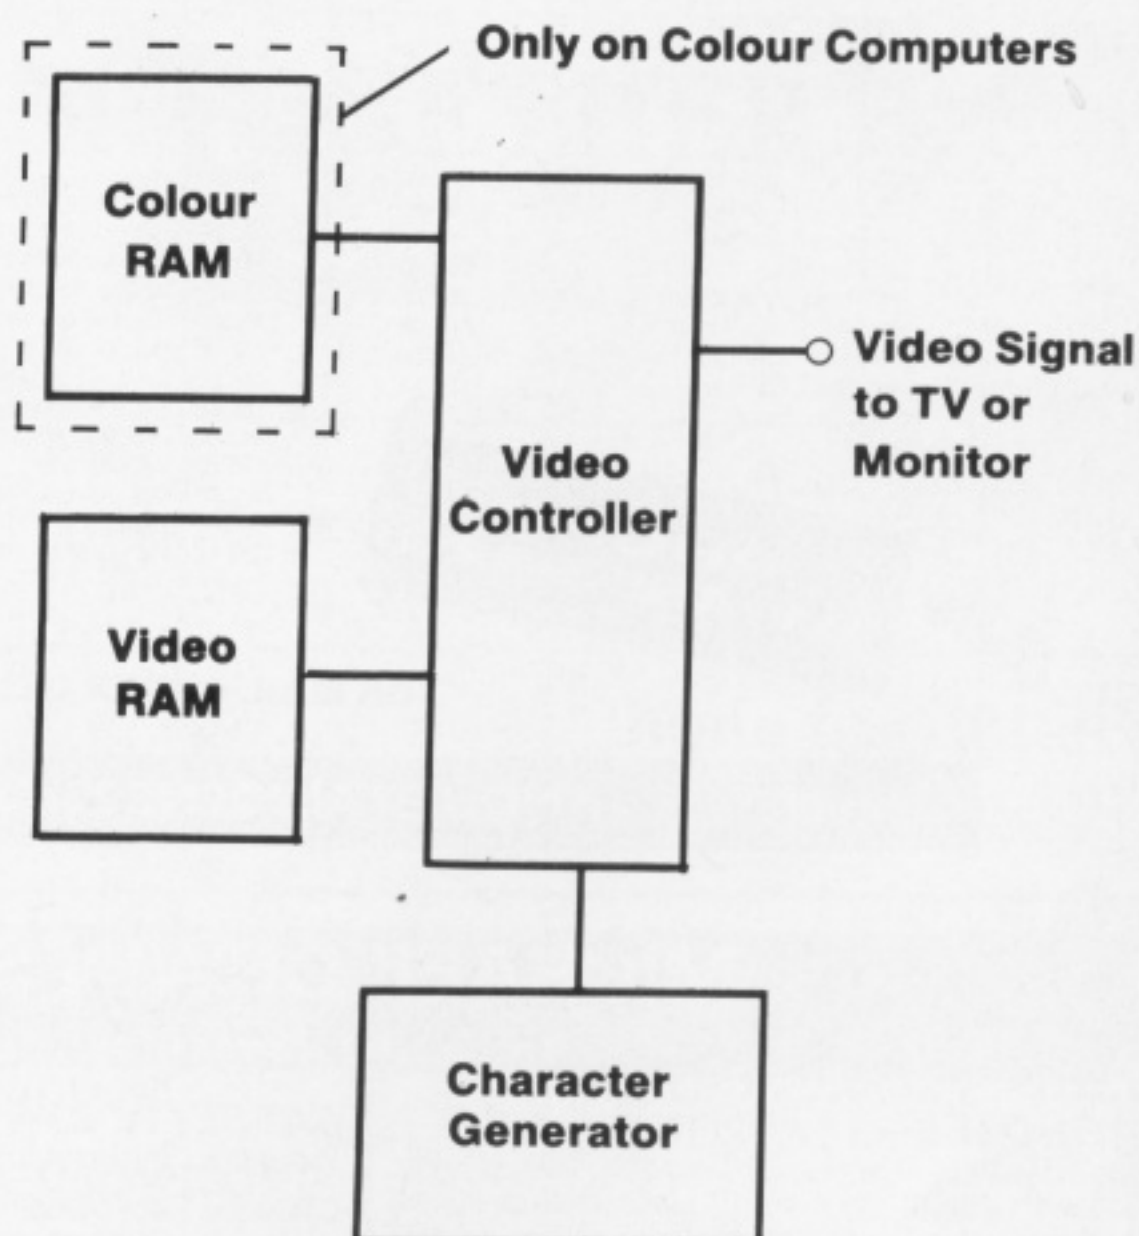 Only on Colour Computers
Colour
RAM
Video Signal
to TV or
Monitor
Video
Controller
Video
RAM
Character
Generator